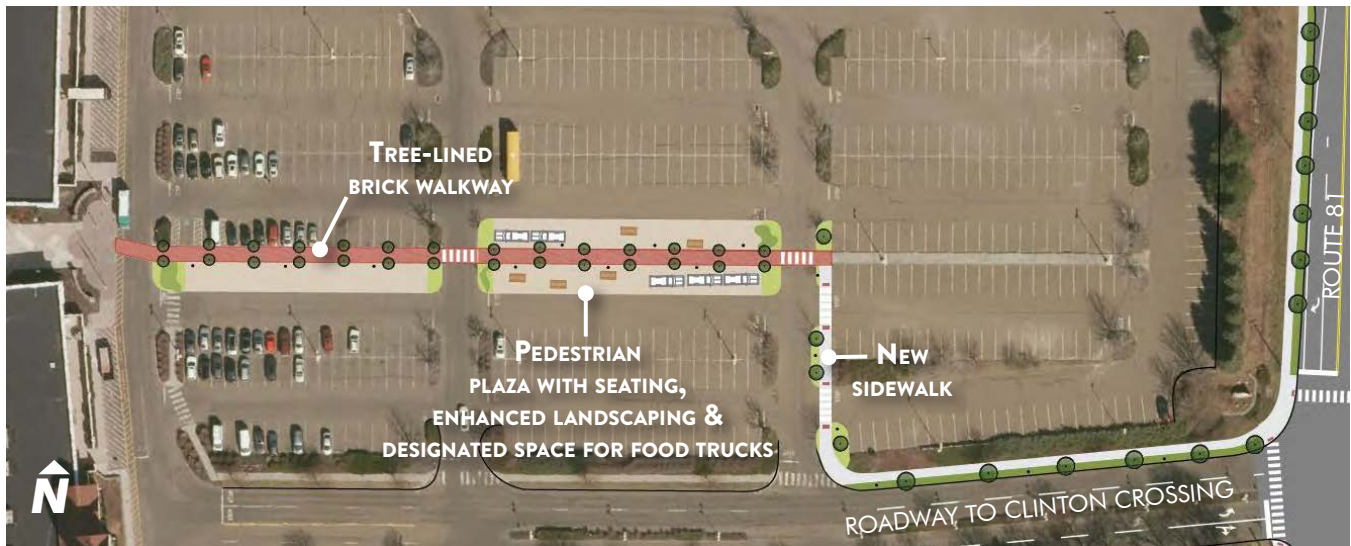 Tree-lined
brick walkway
Pedestrian
plaza with seating,
enhanced landscaping &
designated space for food trucks
New
sidewalk
ROUTE 81
ROADWAY TO CLINTON CROSSING
N